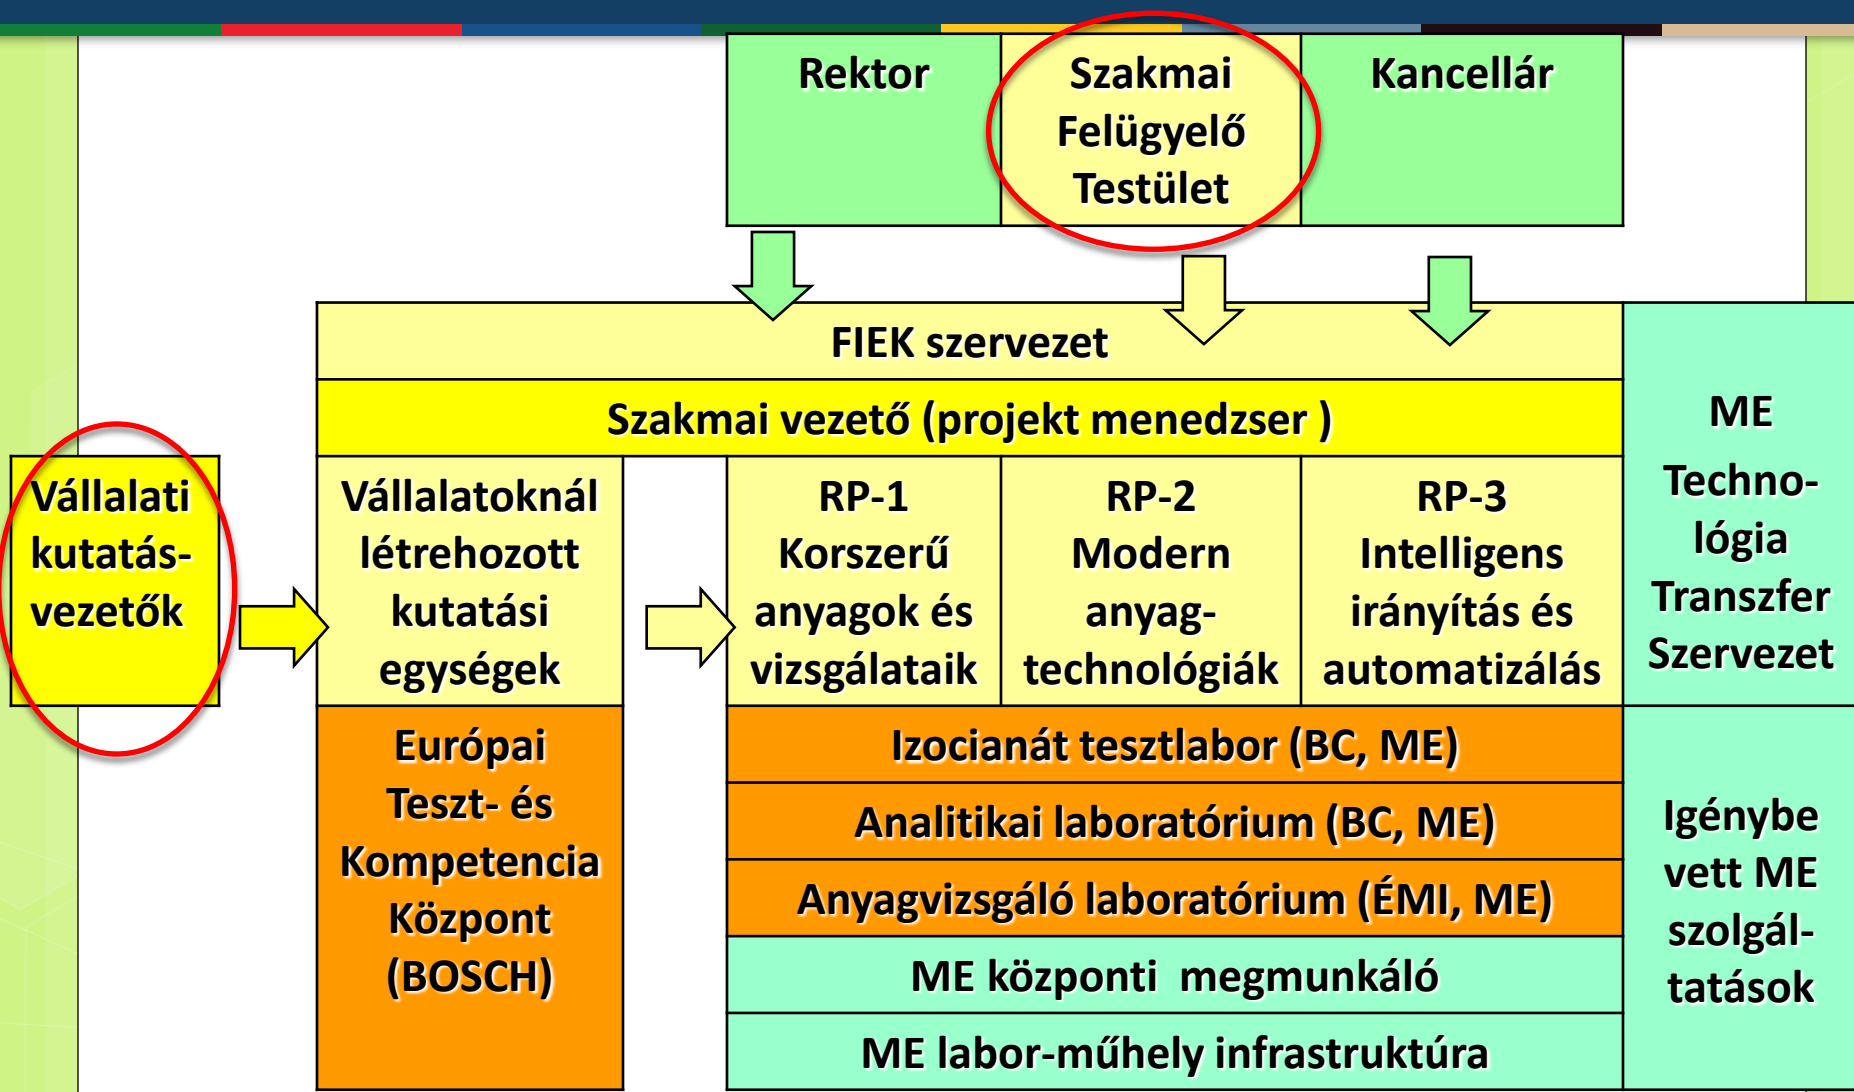 Rektor
Szakmai
Felügyelő
Testület
Kancellár
FIEK szervezet
Szakmai vezető (projekt menedzser )
Vállalati
kutatás-
vezetők
Vállalatoknál
létrehozott
kutatási
egységek
RP-1
Korszerű
anyagok és
vizsgálataik
RP-2
Modern
anyag-
technológiák
RP-3
Intelligens
irányítás és
automatizálás
ME
Techno-
lógia
Transzfer
Szervezet
Európai
Teszt- és
Kompetencia
Központ
(BOSCH)
Izocianát tesztlabor (BC, ME)
Analitikai laboratórium (BC, ME)
Anyagvizsgáló laboratórium (ÉMI, ME)
ME központi  megmunkáló
ME labor-műhely infrastruktúra
Igénybe
vett ME
szolgál-
tatások